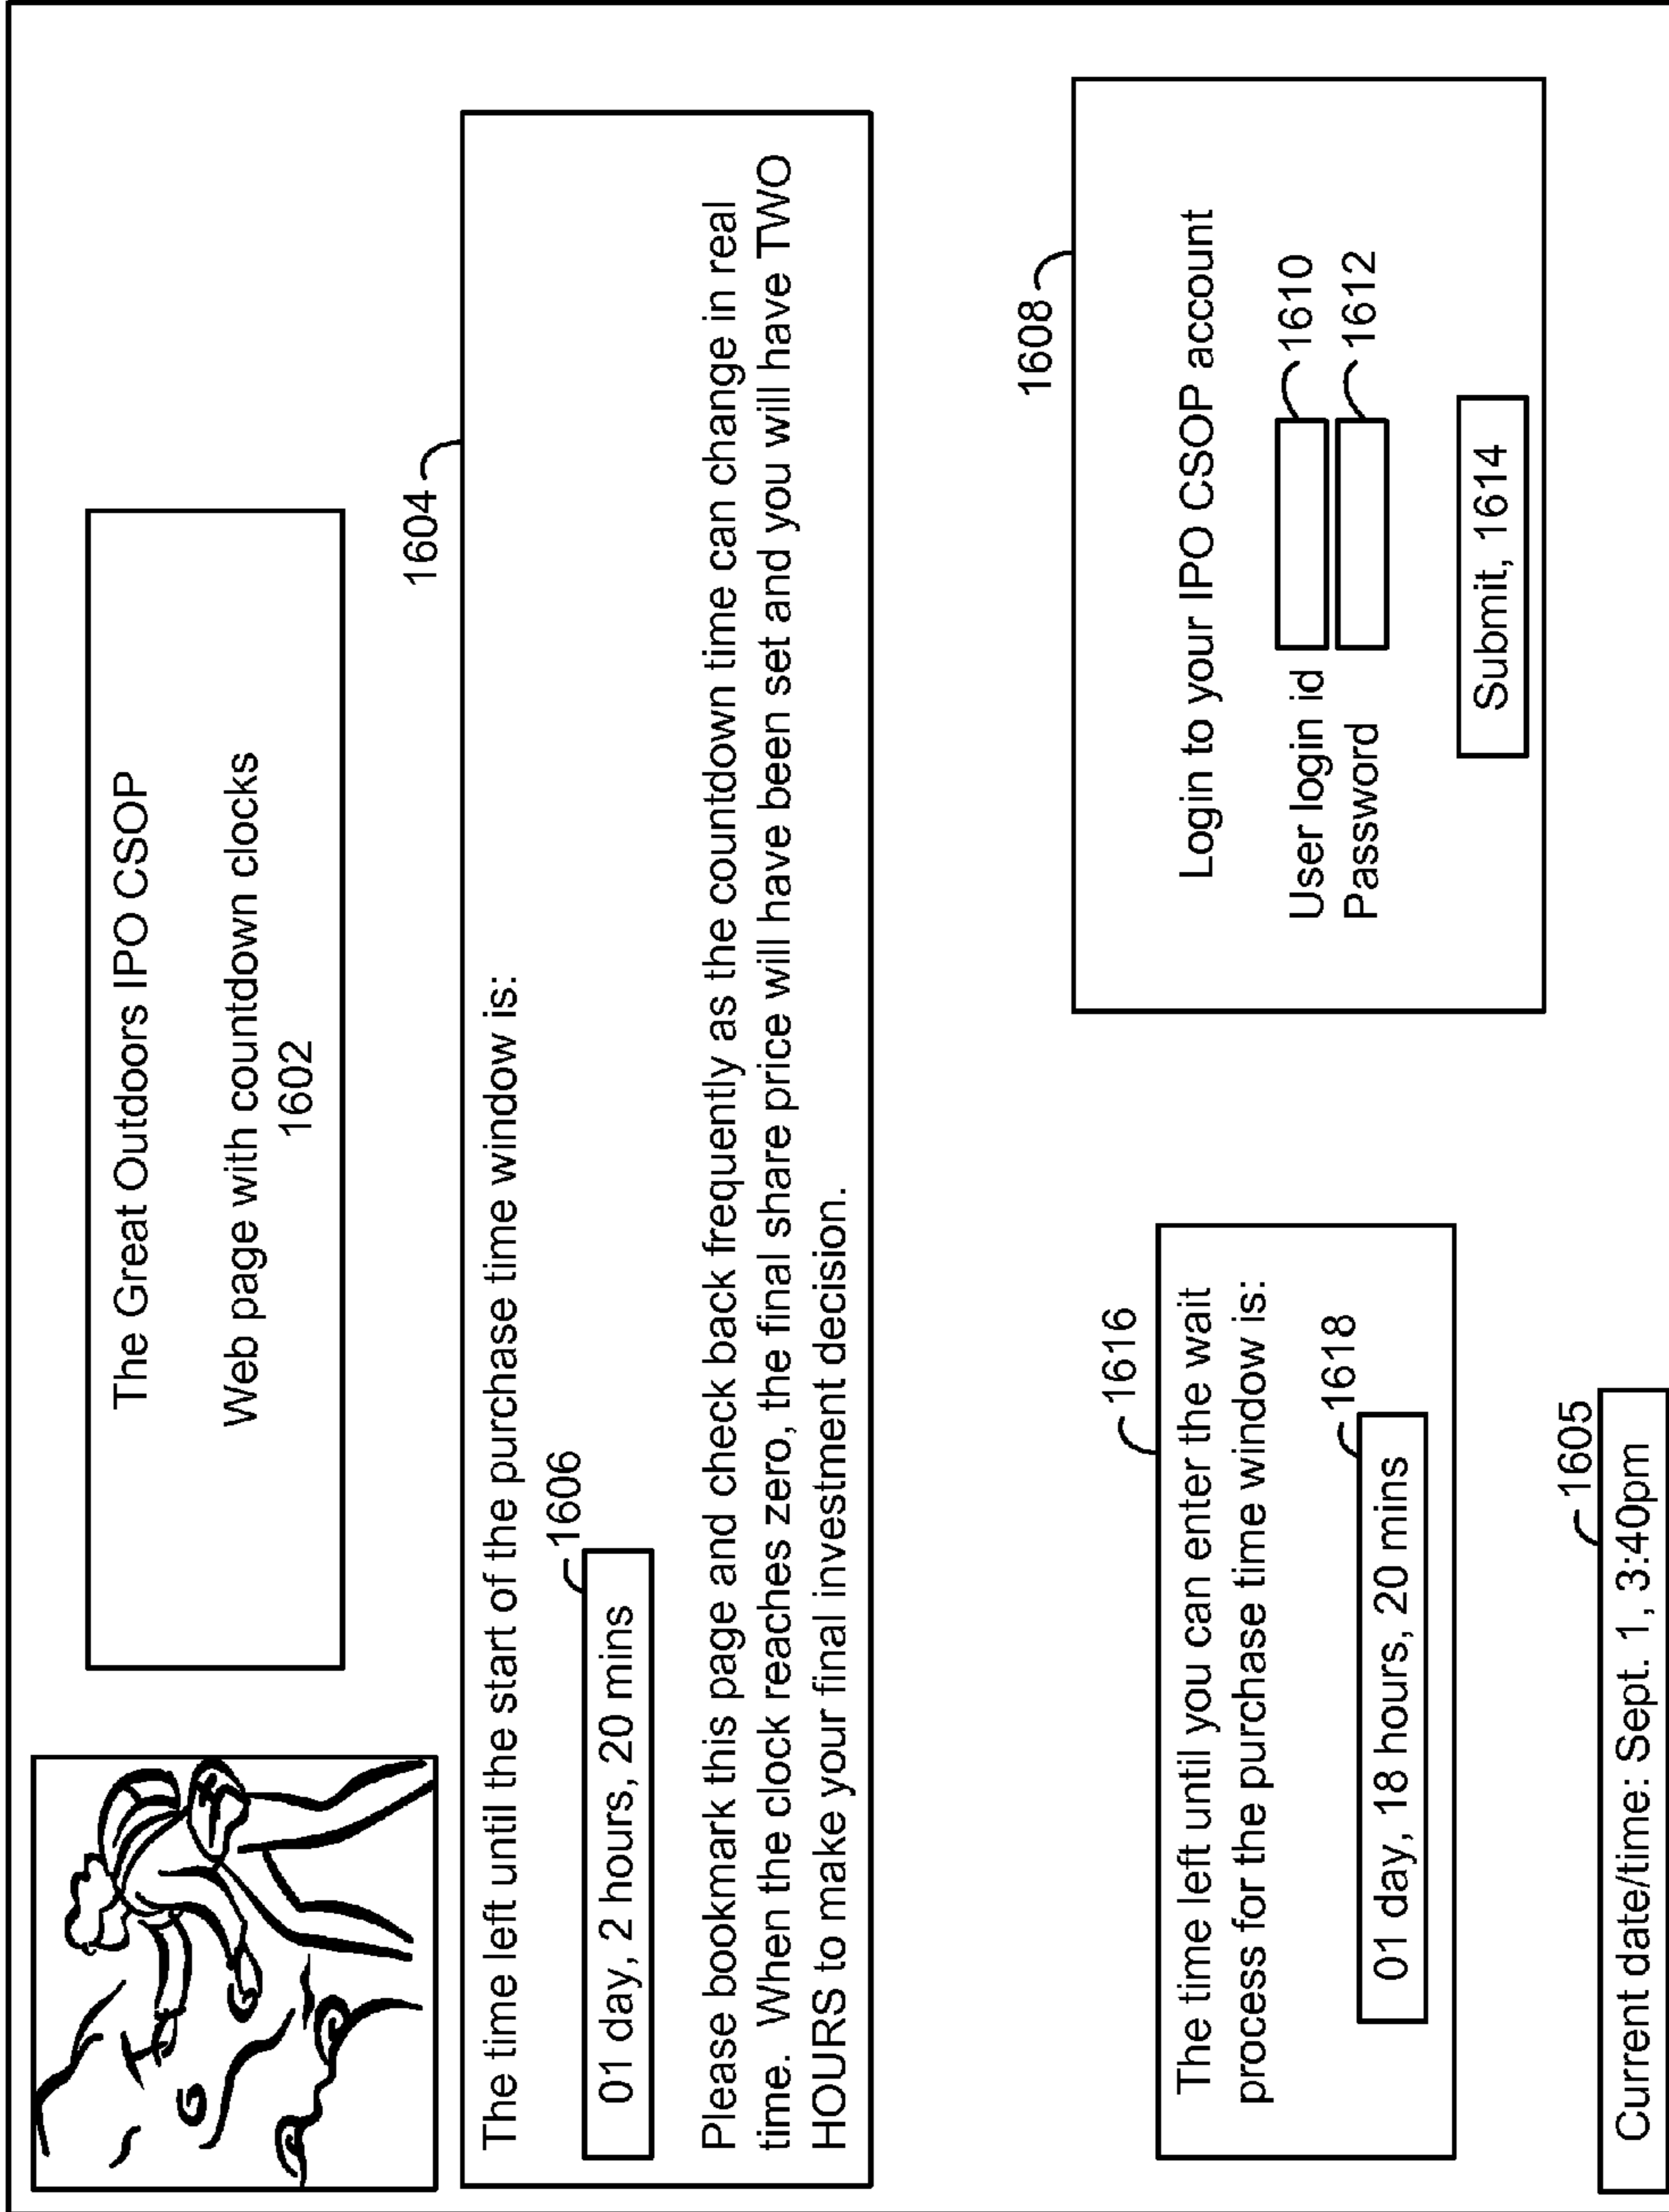 The Great Outdoors IPO CSOP
Web page with countdown clocks
1602
1604
The time left until the start of the purchase time window is:
1606
01 day, 2 hours, 20 mins
Please bookmark this page and check back frequently as the countdown time can change in real
time. When the clock reaches zero, the final share price will have been set and you will have TWO
HOURS to make your final investment decision.
1616
The time left until you can enter the wait
process for the purchase time window is:
1618
01 day, 18 hours, 20 mins
1608
Login to your IPO CSOP account
User login id 1610
Password 1612
Submit, 1614
1605
Current date/time: Sept. 1, 3:40pm